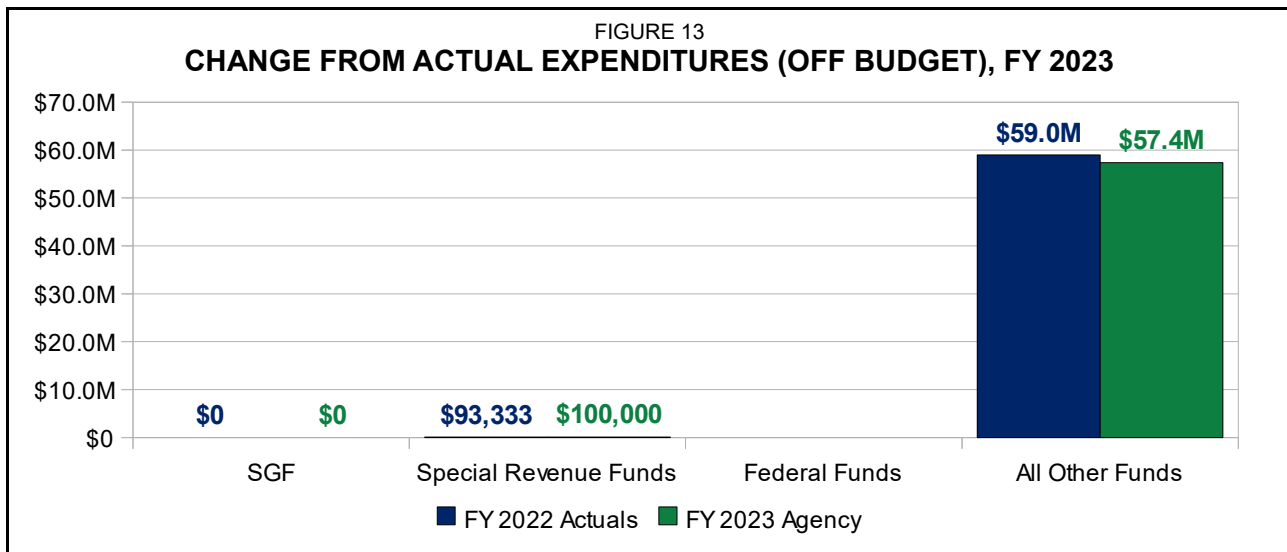 FIGURE 13
CHANGE FROM ACTUAL EXPENDITURES (OFF BUDGET), FY 2023
$70.0M
$60.0M
$50.0M
$40.0M
$30.0M
$20.0M
$10.0M
$0
$0 $0 $93,333 $100,000 $59.0M $57.4M
SGF Special Revenue Funds Federal Funds All Other Funds
FY 2022 Actuals FY 2023 Agency